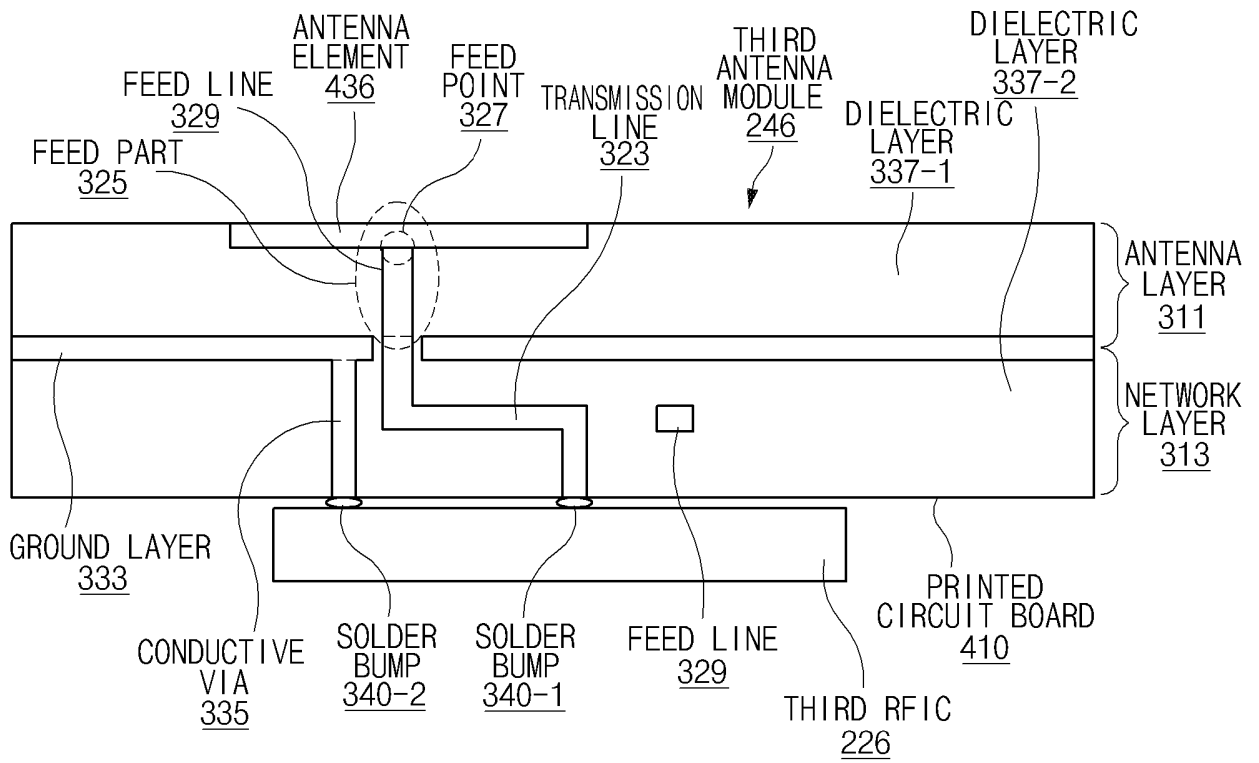 ANTENNA
ELEMENT
436
FEED
POINT
327
FEED LINE
329
FEED PART
325
TRANSMISSION
LINE
323
THIRD
ANTENNA
MODULE
246
DIELECTRIC
LAYER
337-1
DIELECTRIC
LAYER
337-2
ANTENNA
LAYER
311
NETWORK
LAYER
313
GROUND LAYER
333
CONDUCTIVE
VIA
335
SOLDER
BUMP
340-2
SOLDER
BUMP
340-1
FEED LINE
329
THIRD RFIC
226
PRINTED
CIRCUIT BOARD
410